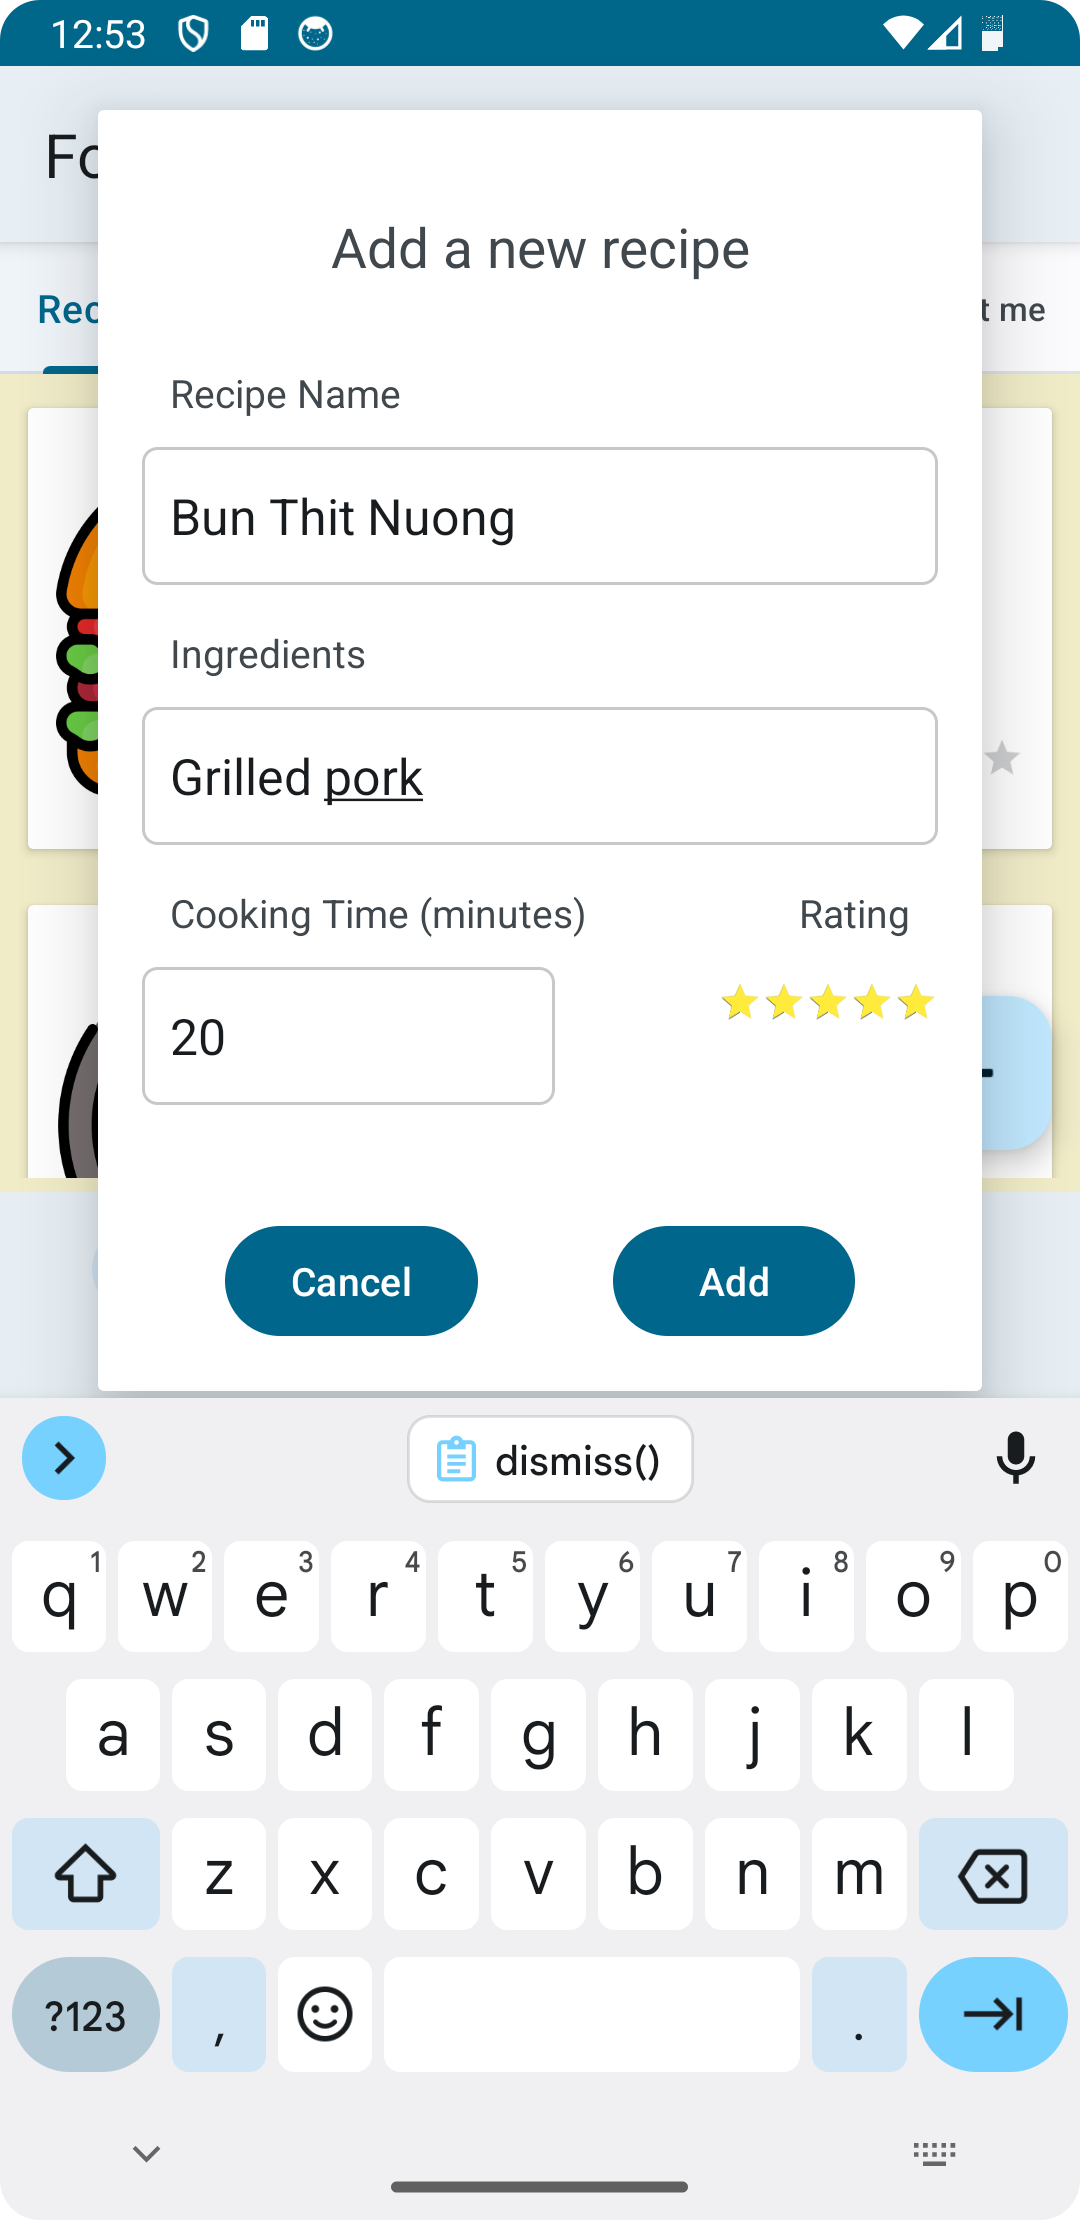 12:53
Fo
Add a new recipe
Rec
t me
Recipe Name
Bun Thit Nuong
Ingredients
Grilled pork
Cooking Time (minutes) Rating
20
Cancel Add
dismiss()
q 1 w 2 e 3 r 4 t 5 y 6 u 7 i 8 o 9 p 0
a s d f g h j k l
z x c v b n m
?123 , .